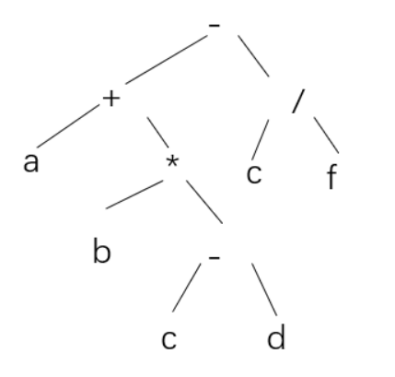 -
+ /
a * c f
b -
c d